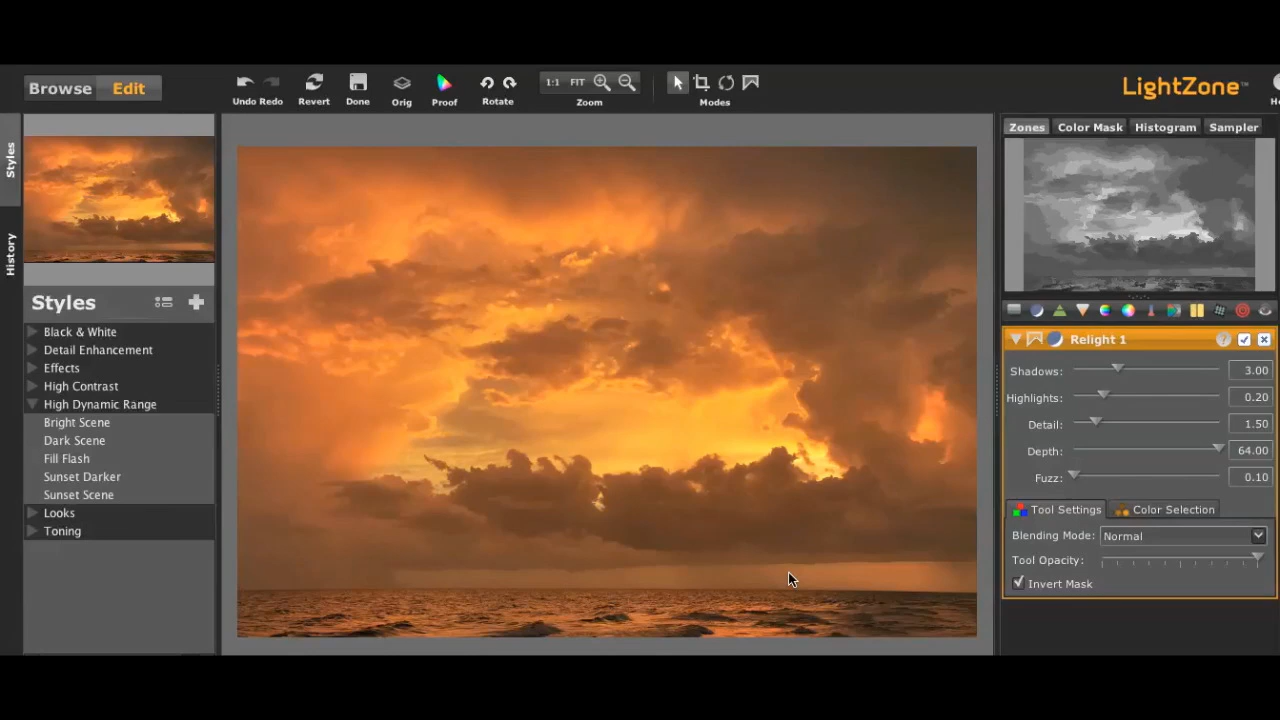 Browse Edit
Undo Redo Revert Done Orig Proof Rotate
1:1 FIT
Zoom
Modes
LightZone™
Styles
History
Styles
Black & White
Detail Enhancement
Effects
High Contrast
High Dynamic Range
Bright Scene
Dark Scene
Fill Flash
Sunset Darker
Sunset Scene
Looks
Toning
Zones Color Mask Histogram Sampler
Relight 1 ?
Shadows: 3.00
Highlights: 0.20
Detail: 1.50
Depth: 64.00
Fuzz: 0.10
Tool Settings Color Selection
Blending Mode: Normal
Tool Opacity:
Invert Mask